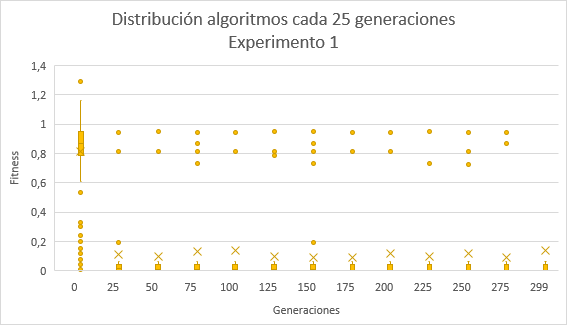 Distribución algoritmos cada 25 generaciones
Experimento 1
1,4
1,2
1
0,8
0,6
0,4
0,2
0
Fitness
0 25 50 75 100 125 150 175 200 225 250 275 299
Generaciones